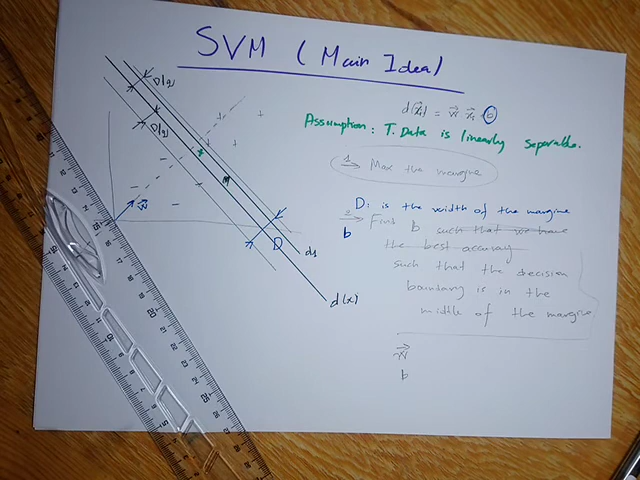 SVM (Main Idea)
d(x⃗ᵢ) = w⃗ x⃗ᵢ
Assumption: T. Data is linearly separable.
1 ⇒ Max the margine
D: is the width of the margine
2 ⇒ Find b such that we have
b
the best accuracy
such that the decision
boundary is in the
middle of the margine
w⃗
b
w⃗
M
D
d1
d(x)